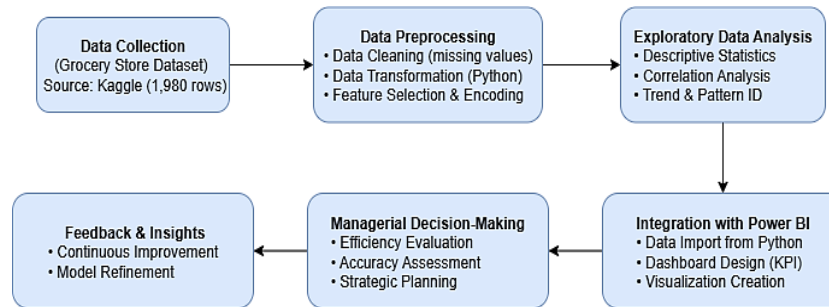 Data Collection
(Grocery Store Dataset)
Source: Kaggle (1,980 rows)
Data Preprocessing
• Data Cleaning (missing values)
• Data Transformation (Python)
• Feature Selection & Encoding
Exploratory Data Analysis
• Descriptive Statistics
• Correlation Analysis
• Trend & Pattern ID
Feedback & Insights
• Continuous Improvement
• Model Refinement
Managerial Decision-Making
• Efficiency Evaluation
• Accuracy Assessment
• Strategic Planning
Integration with Power BI
• Data Import from Python
• Dashboard Design (KPI)
• Visualization Creation